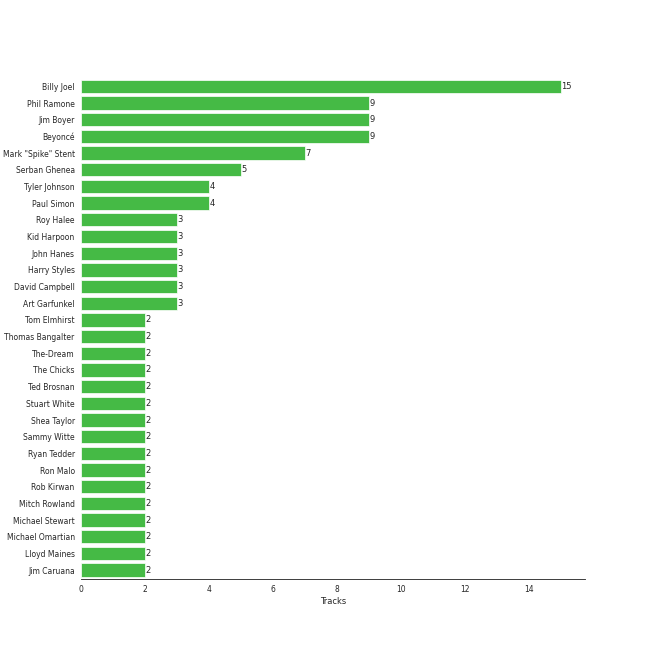 Billy Joel 15
Phil Ramone 9
Jim Boyer 9
Beyoncé 9
Mark "Spike" Stent 7
Serban Ghenea 5
Tyler Johnson 4
Paul Simon 4
Roy Halee 3
Kid Harpoon 3
John Hanes 3
Harry Styles 3
David Campbell 3
Art Garfunkel 3
Tom Elmhirst 2
Thomas Bangalter 2
The-Dream 2
The Chicks 2
Ted Brosnan 2
Stuart White 2
Shea Taylor 2
Sammy Witte 2
Ryan Tedder 2
Ron Malo 2
Rob Kirwan 2
Mitch Rowland 2
Michael Stewart 2
Michael Omartian 2
Lloyd Maines 2
Jim Caruana 2
0 2 4 6 8 10 12 14
Tracks